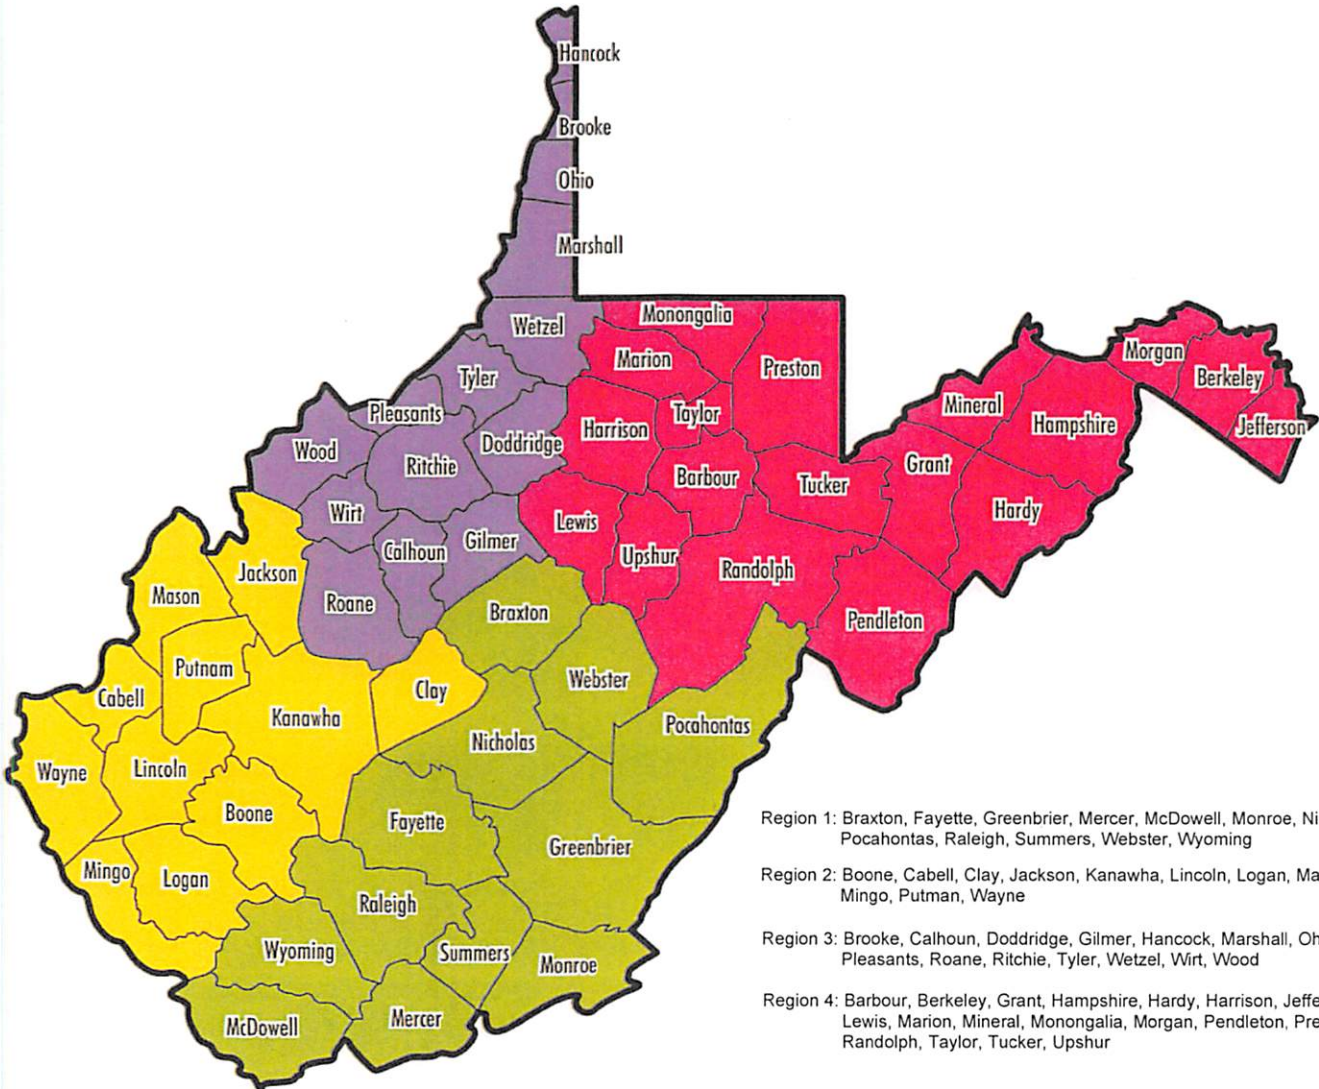 Hancock
Brooke
Ohio
Marshall
Wetzel
Monongalia
Marion
Preston
Morgan
Berkeley
Jefferson
Tyler
Mineral
Hampshire
Pleasants
Taylor
Harrison
Wood
Doddridge
Ritchie
Grant
Barbour
Tucker
Hardy
Wirt
Lewis
Calhoun
Gilmer
Upshur
Randolph
Jackson
Mason
Roane
Braxton
Pendleton
Putnam
Webster
Clay
Cabell
Kanawha
Pocahontas
Nicholas
Wayne
Lincoln
Boone
Fayette
Greenbrier
Mingo
Logan
Raleigh
Wyoming
Summers
Monroe
McDowell
Mercer
Region 1: Braxton, Fayette, Greenbrier, Mercer, McDowell, Monroe, Ni
Pocahontas, Raleigh, Summers, Webster, Wyoming
Region 2: Boone, Cabell, Clay, Jackson, Kanawha, Lincoln, Logan, Ma
Mingo, Putman, Wayne
Region 3: Brooke, Calhoun, Doddridge, Gilmer, Hancock, Marshall, Oh
Pleasants, Roane, Ritchie, Tyler, Wetzel, Wirt, Wood
Region 4: Barbour, Berkeley, Grant, Hampshire, Hardy, Harrison, Jeffe
Lewis, Marion, Mineral, Monongalia, Morgan, Pendleton, Pre
Randolph, Taylor, Tucker, Upshur